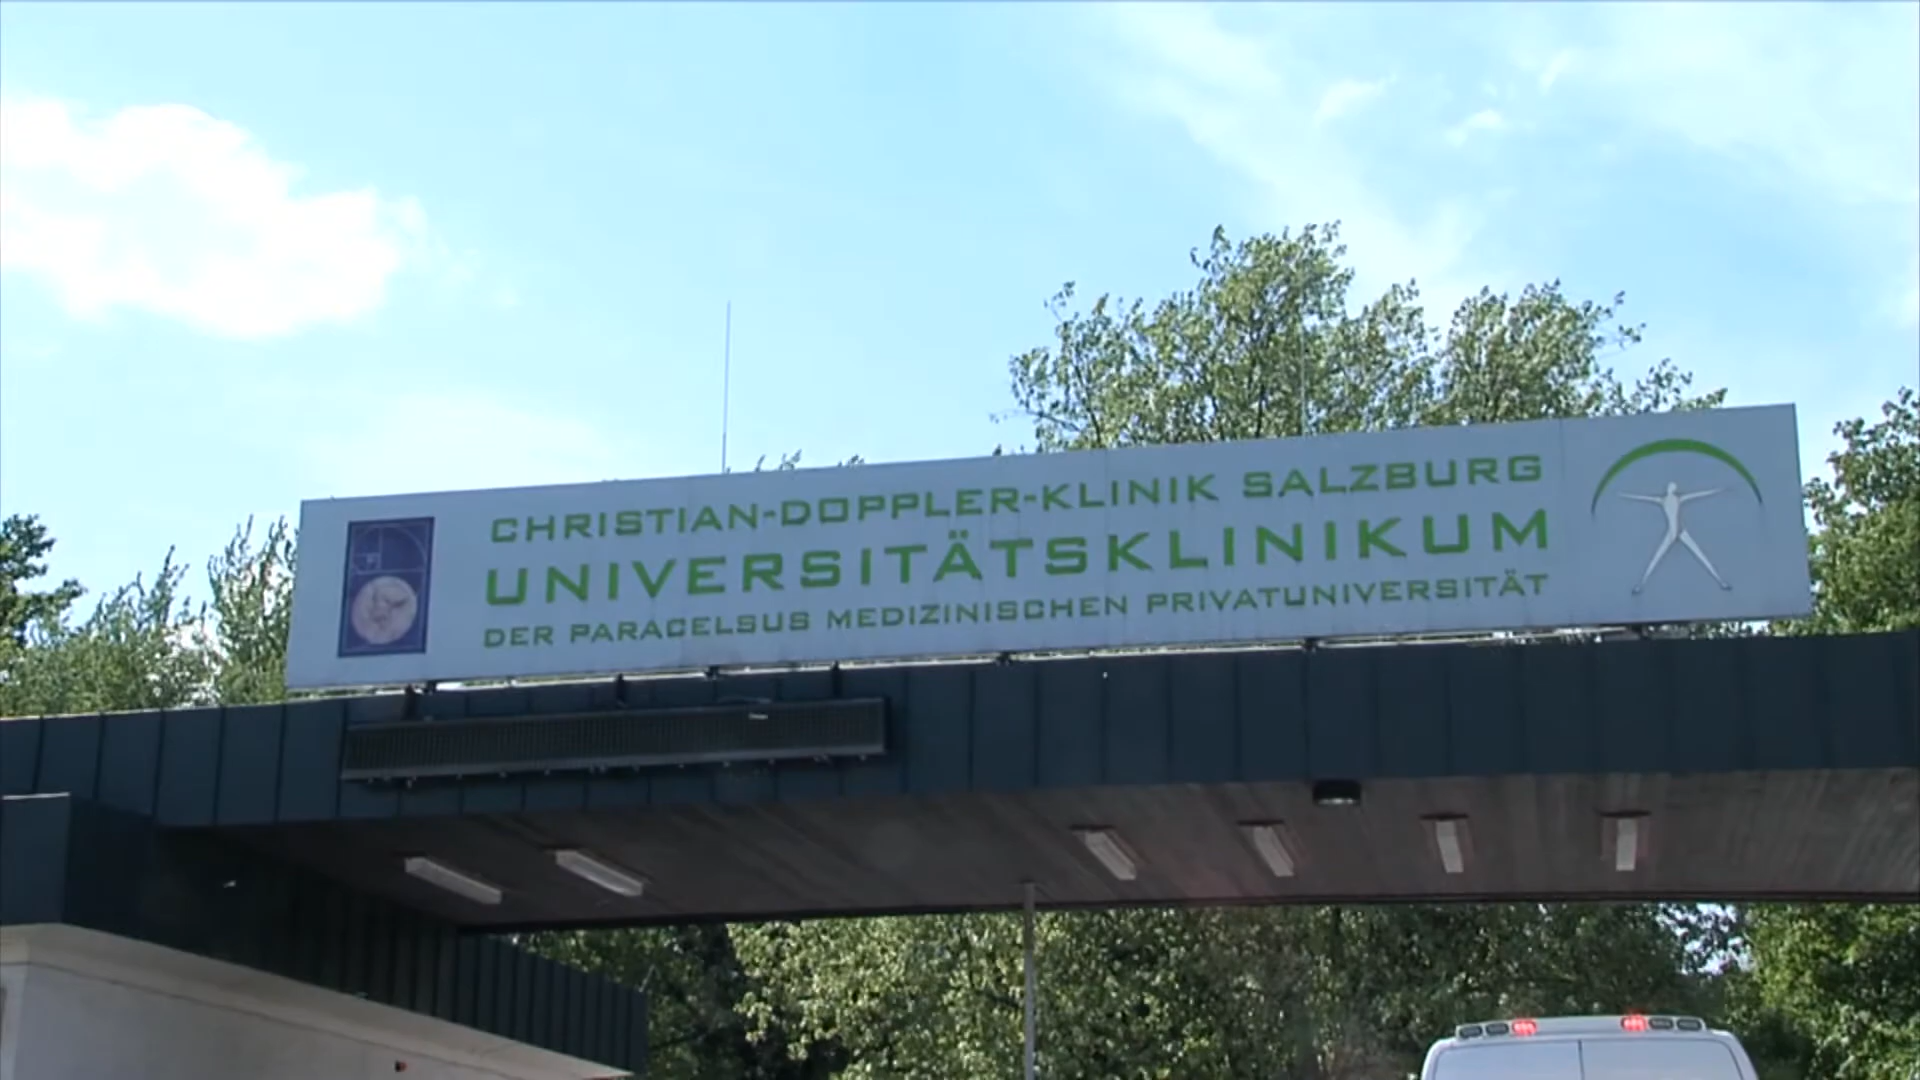 CHRISTIAN-DOPPLER-KLINIK SALZBURG
UNIVERSITÄTSKLINIKUM
DER PARACELSUS MEDIZINISCHEN PRIVATUNIVERSITÄT